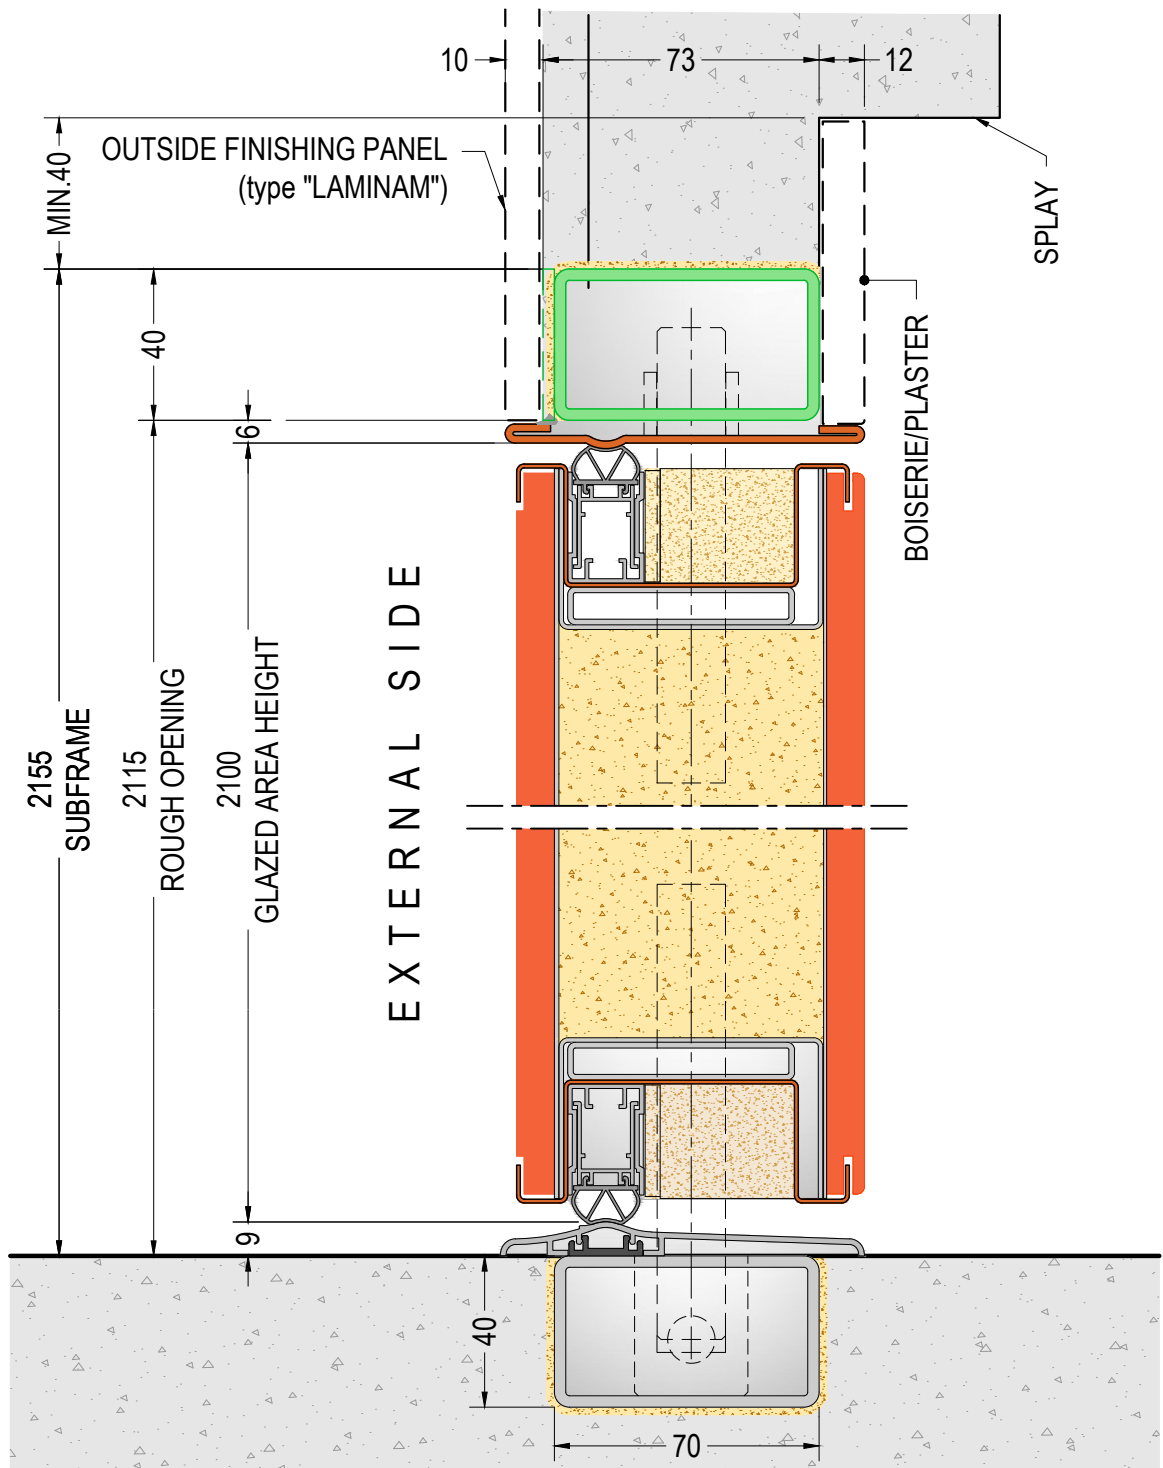 10
73
12
OUTSIDE FINISHING PANEL
(type "LAMINAM")
MIN.40
SPLAY
40
6
BOISERIE/PLASTER
EXTERNAL SIDE
2155
SUBFRAME
2115
ROUGH OPENING
2100
GLAZED AREA HEIGHT
9
40
70